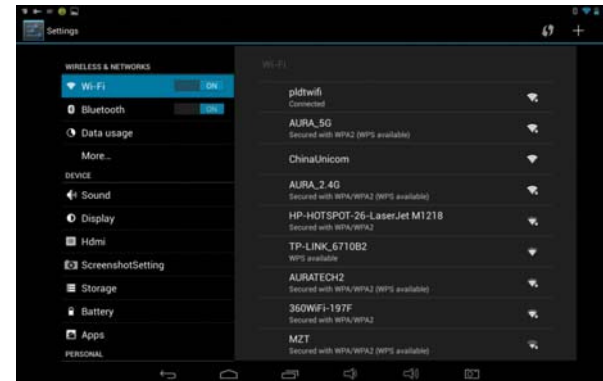 Settings
WIRELESS & NETWORKS
Wi-Fi
ON
Bluetooth
ON
Data usage
More...
DEVICE
Sound
Display
Hdmi
ScreenshotSetting
Storage
Battery
Apps
PERSONAL
WI-FI
pldtwifi
Connected
AURA_5G
Secured with WPA2 (WPS available)
ChinaUnicom
AURA_2.4G
Secured with WPA/WPA2 (WPS available)
HP-HOTSPOT-26-LaserJet M1218
Secured with WPA/WPA2
TP-LINK_6710B2
WPS available
AURATECH2
Secured with WPA/WPA2 (WPS available)
360WiFi-197F
Secured with WPA/WPA2
MZT
Secured with WPA/WPA2 (WPS available)